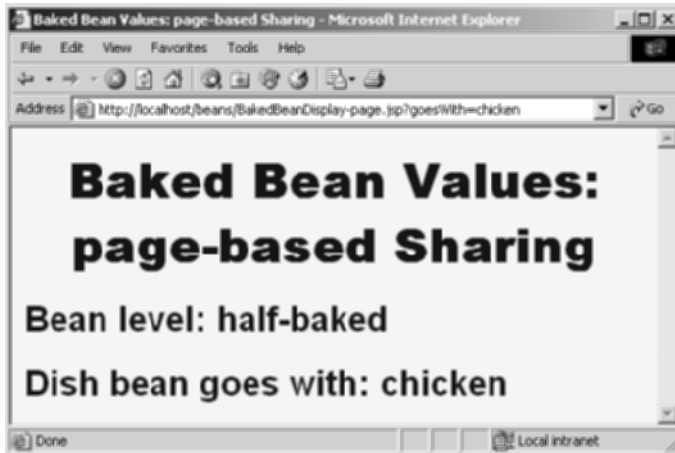 Baked Bean Values: page-based Sharing - Microsoft Internet Explorer
File Edit View Favorites Tools Help
Address http://localhost/beans/BakedBeanDisplay-page.jsp?goesWith=chicken Go
Baked Bean Values:
page-based Sharing
Bean level: half-baked
Dish bean goes with: chicken
Done Local intranet